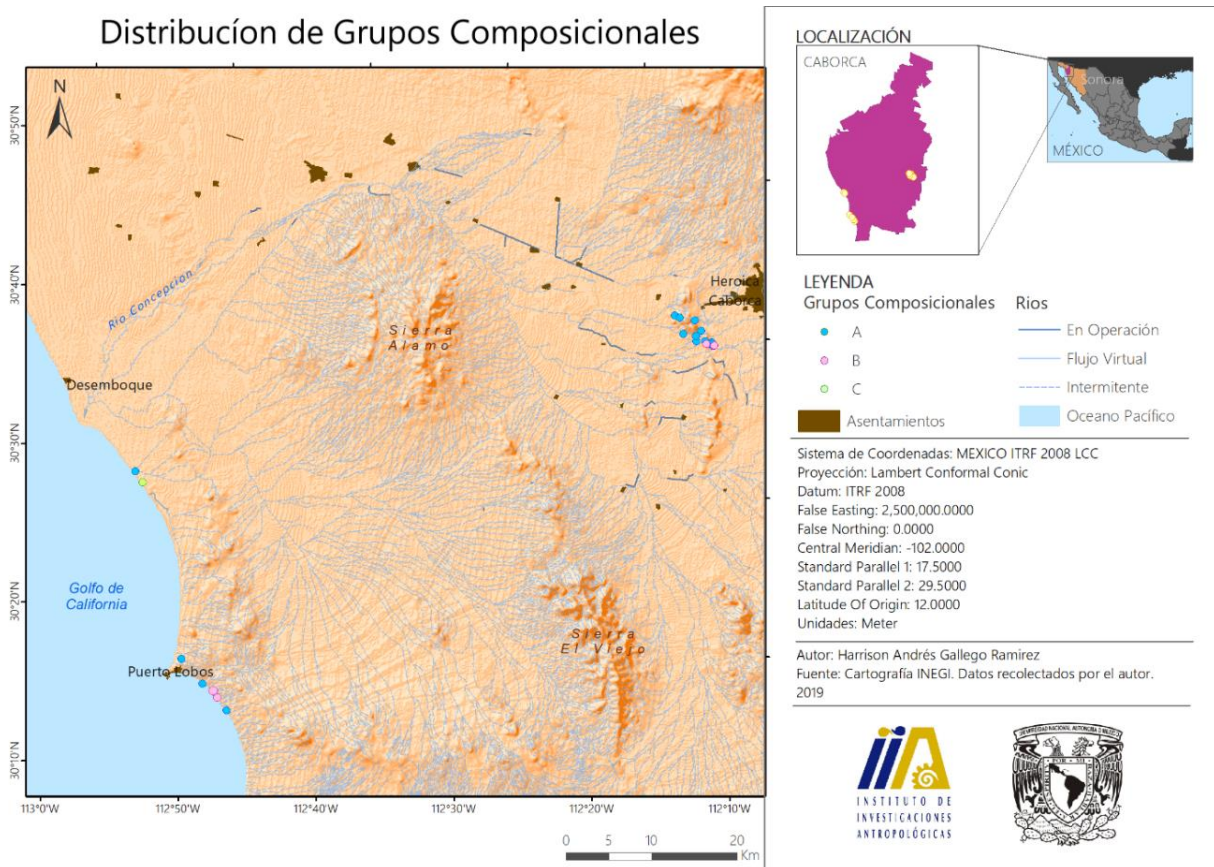 Distribucíon de Grupos Composicionales
N
30°50'N
30°40'N
30°30'N
30°20'N
30°10'N
113°0'W
112°50'W
112°40'W
112°30'W
112°20'W
112°10'W
Río Concepcion
Sierra
Alamo
Heroica
Caborca
Desemboque
Golfo de
California
Puerto Lobos
Sierra
El Viejo
0 5 10 20
Km
LOCALIZACIÓN
CABORCA
Sonora
MÉXICO
LEYENDA
Grupos Composicionales
A
B
C
Asentamientos
Rios
En Operación
Flujo Virtual
Intermitente
Oceano Pacífico
Sistema de Coordenadas: MEXICO ITRF 2008 LCC
Proyección: Lambert Conformal Conic
Datum: ITRF 2008
False Easting: 2,500,000.0000
False Northing: 0.0000
Central Meridian: -102.0000
Standard Parallel 1: 17.5000
Standard Parallel 2: 29.5000
Latitude Of Origin: 12.0000
Unidades: Meter
Autor: Harrison Andrés Gallego Ramirez
Fuente: Cartografía INEGI. Datos recolectados por el autor.
2019
iiA
INSTITUTO DE
INVESTIGACIONES
ANTROPOLÓGICAS